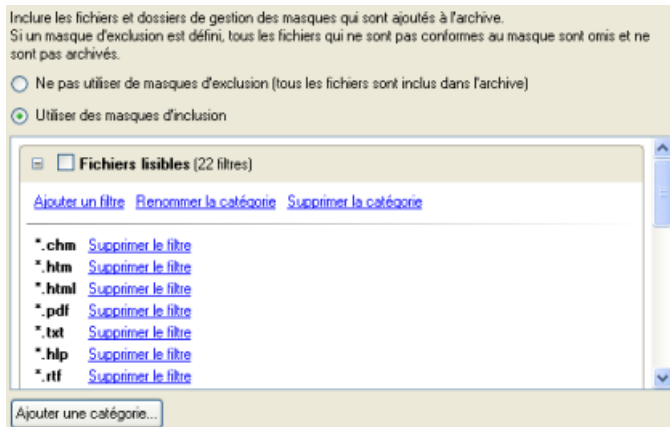 Inclure les fichiers et dossiers de gestion des masques qui sont ajoutés à l'archive.
Si un masque d'exclusion est défini, tous les fichiers qui ne sont pas conformes au masque sont omis et ne
sont pas archivés.
Ne pas utiliser de masques d'exclusion (tous les fichiers sont inclus dans l'archive)
Utiliser des masques d'inclusion
Fichiers lisibles (22 filtres)
Ajouter un filtre Renommer la catégorie Supprimer la catégorie
*.chm Supprimer le filtre
*.htm Supprimer le filtre
*.html Supprimer le filtre
*.pdf Supprimer le filtre
*.txt Supprimer le filtre
*.hlp Supprimer le filtre
*.rtf Supprimer le filtre
Ajouter une catégorie...